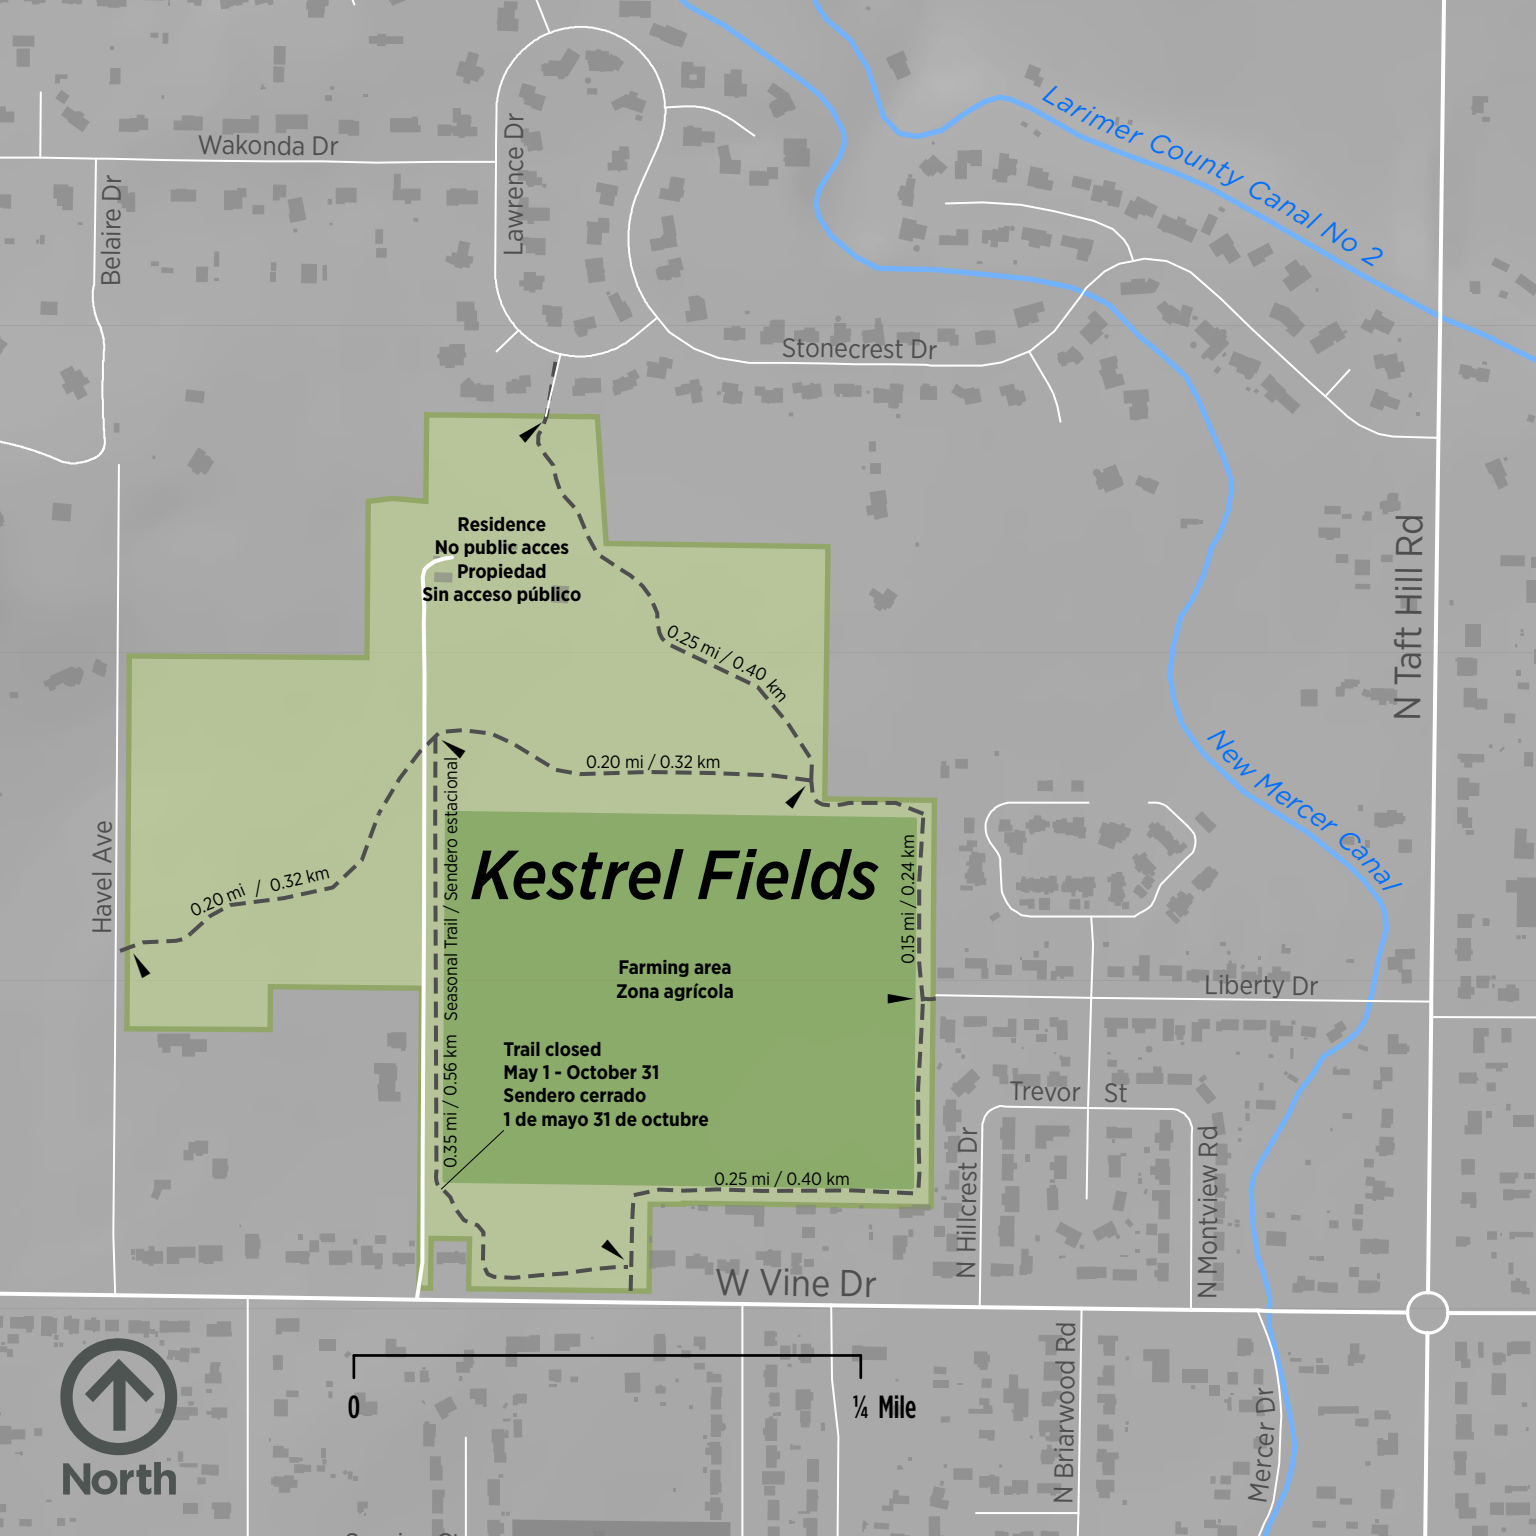 Larimer County Canal No 2
Wakonda Dr
Lawrence Dr
Belaire Dr
Stonecrest Dr
N Taft Hill Rd
Residence
No public acces
Propiedad
Sin acceso público
0.25 mi / 0.40 km
New Mercer Canal
0.20 mi / 0.32 km
Seasonal Trail / Sendero estacional
0.35 mi / 0.56 km
Havel Ave
0.20 mi / 0.32 km
Kestrel Fields
0.15 mi / 0.24 km
Farming area
Zona agrícola
Liberty Dr
Trail closed
May 1 - October 31
Sendero cerrado
1 de mayo 31 de octubre
Trevor St
0.25 mi / 0.40 km
N Hillcrest Dr
N Montview Rd
W Vine Dr
N Briarwood Rd
Mercer Dr
0
¼ Mile
North